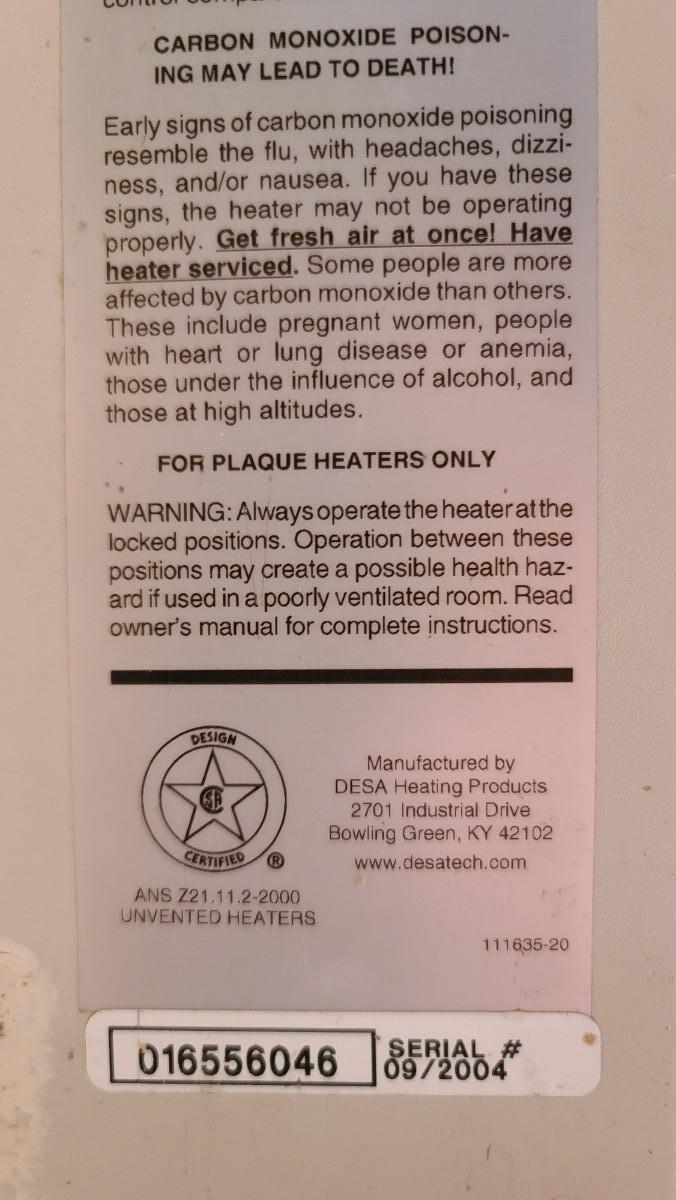 CARBON MONOXIDE POISON-
ING MAY LEAD TO DEATH!
Early signs of carbon monoxide poisoning
resemble the flu, with headaches, dizzi-
ness, and/or nausea. If you have these
signs, the heater may not be operating
properly. Get fresh air at once! Have
heater serviced. Some people are more
affected by carbon monoxide than others.
These include pregnant women, people
with heart or lung disease or anemia,
those under the influence of alcohol, and
those at high altitudes.
FOR PLAQUE HEATERS ONLY
WARNING: Always operate the heater at the
locked positions. Operation between these
positions may create a possible health haz-
ard if used in a poorly ventilated room. Read
owner's manual for complete instructions.
DESIGN
CERTIFIED
®
ANS Z21.11.2-2000
UNVENTED HEATERS
Manufactured by
DESA Heating Products
2701 Industrial Drive
Bowling Green, KY 42102
www.desatech.com
111635-20
016556046
SERIAL #
09/2004